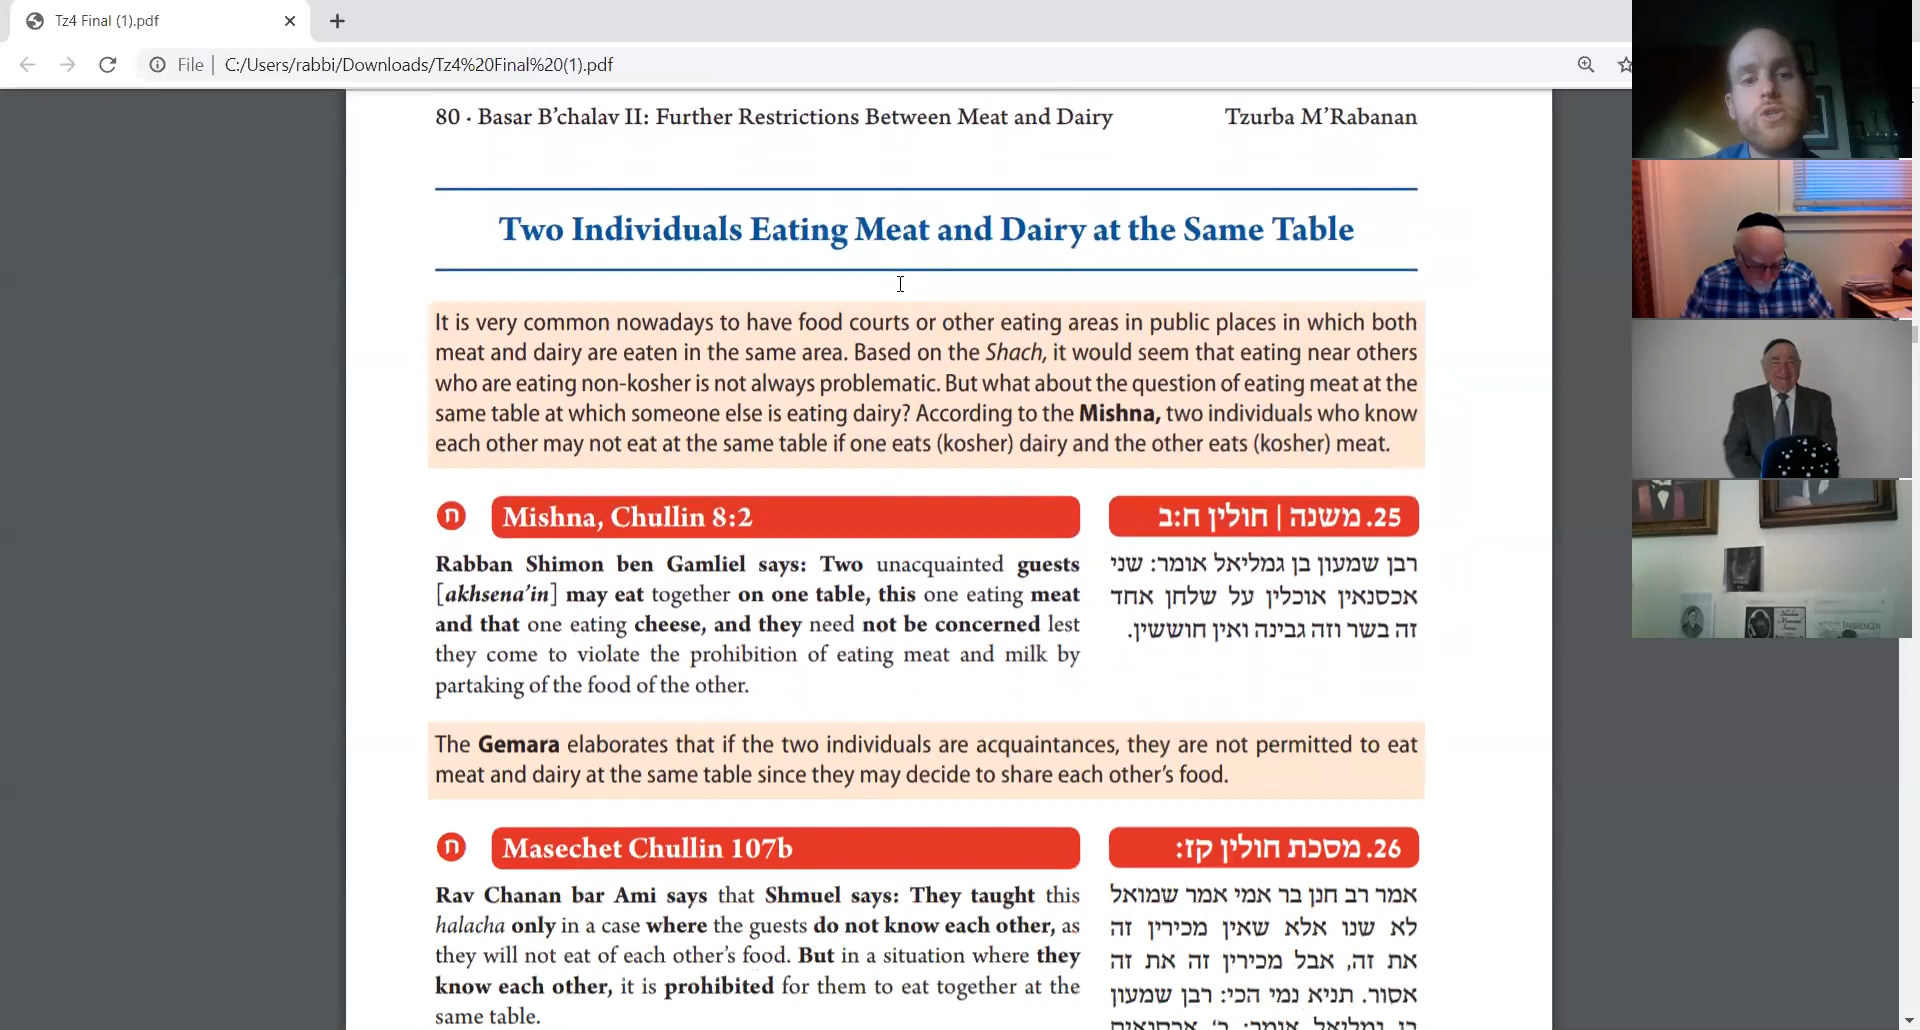 Tz4 Final (1).pdf
File | C:/Users/rabbi/Downloads/Tz4%20Final%20(1).pdf
80 · Basar B’chalav II: Further Restrictions Between Meat and Dairy
Tzurba M’Rabanan
Two Individuals Eating Meat and Dairy at the Same Table
It is very common nowadays to have food courts or other eating areas in public places in which both
meat and dairy are eaten in the same area. Based on the Shach, it would seem that eating near others
who are eating non-kosher is not always problematic. But what about the question of eating meat at the
same table at which someone else is eating dairy? According to the Mishna, two individuals who know
each other may not eat at the same table if one eats (kosher) dairy and the other eats (kosher) meat.
ח
Mishna, Chullin 8:2
Rabban Shimon ben Gamliel says: Two unacquainted guests
[akhsena’in] may eat together on one table, this one eating meat
and that one eating cheese, and they need not be concerned lest
they come to violate the prohibition of eating meat and milk by
partaking of the food of the other.
25. משנה | חולין ח:ב
רבן שמעון בן גמליאל אומר: שני
אכסנאין אוכלין על שלחן אחד
זה בשר וזה גבינה ואין חוששין.
The Gemara elaborates that if the two individuals are acquaintances, they are not permitted to eat
meat and dairy at the same table since they may decide to share each other’s food.
ח
Masechet Chullin 107b
Rav Chanan bar Ami says that Shmuel says: They taught this
halacha only in a case where the guests do not know each other, as
they will not eat of each other’s food. But in a situation where they
know each other, it is prohibited for them to eat together at the
same table.
26. מסכת חולין קז:
אמר רב חנן בר אמי אמר שמואל
לא שנו אלא שאין מכירין זה
את זה, אבל מכירין זה את זה
אסור. תניא נמי הכי: רבן שמעון
בן גמליאל אומר: ב' אכסנאים